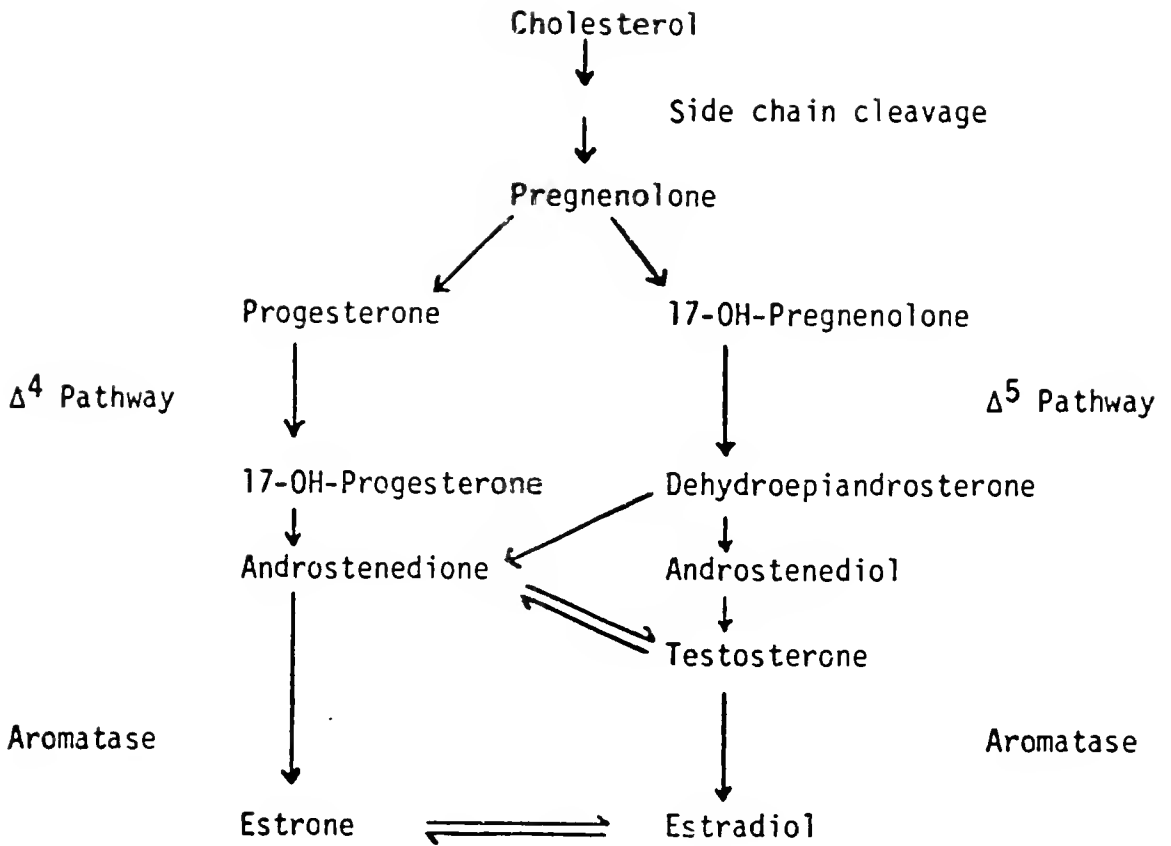 Cholesterol
Side chain cleavage
Pregnenolone
Progesterone 17-OH-Pregnenolone
Δ4 Pathway Δ5 Pathway
17-OH-Progesterone Dehydroepiandrosterone
Androstenedione Androstenediol
Testosterone
Aromatase Aromatase
Estrone Estradiol